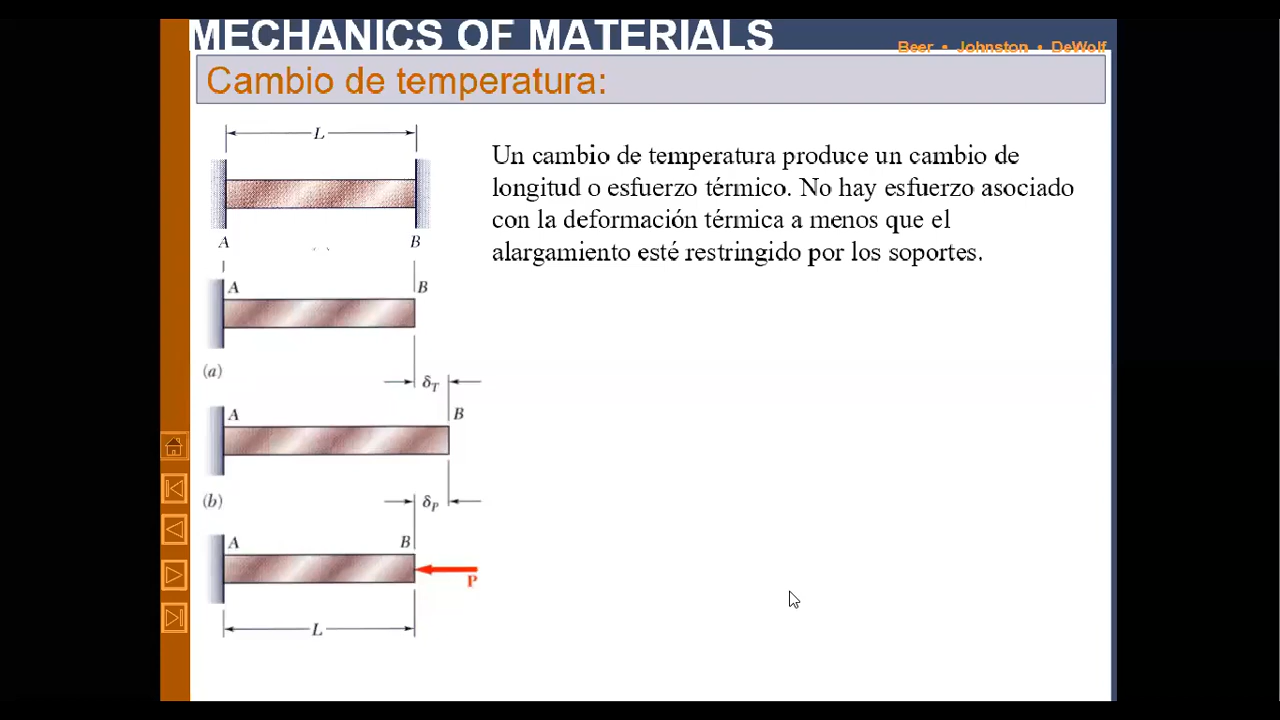 MECHANICS OF MATERIALS
Beer • Johnston • DeWolf
Cambio de temperatura:
L
A B
Un cambio de temperatura produce un cambio de
longitud o esfuerzo térmico. No hay esfuerzo asociado
con la deformación térmica a menos que el
alargamiento esté restringido por los soportes.
A B
(a)
δT
A B
(b)
δP
A B
P
L